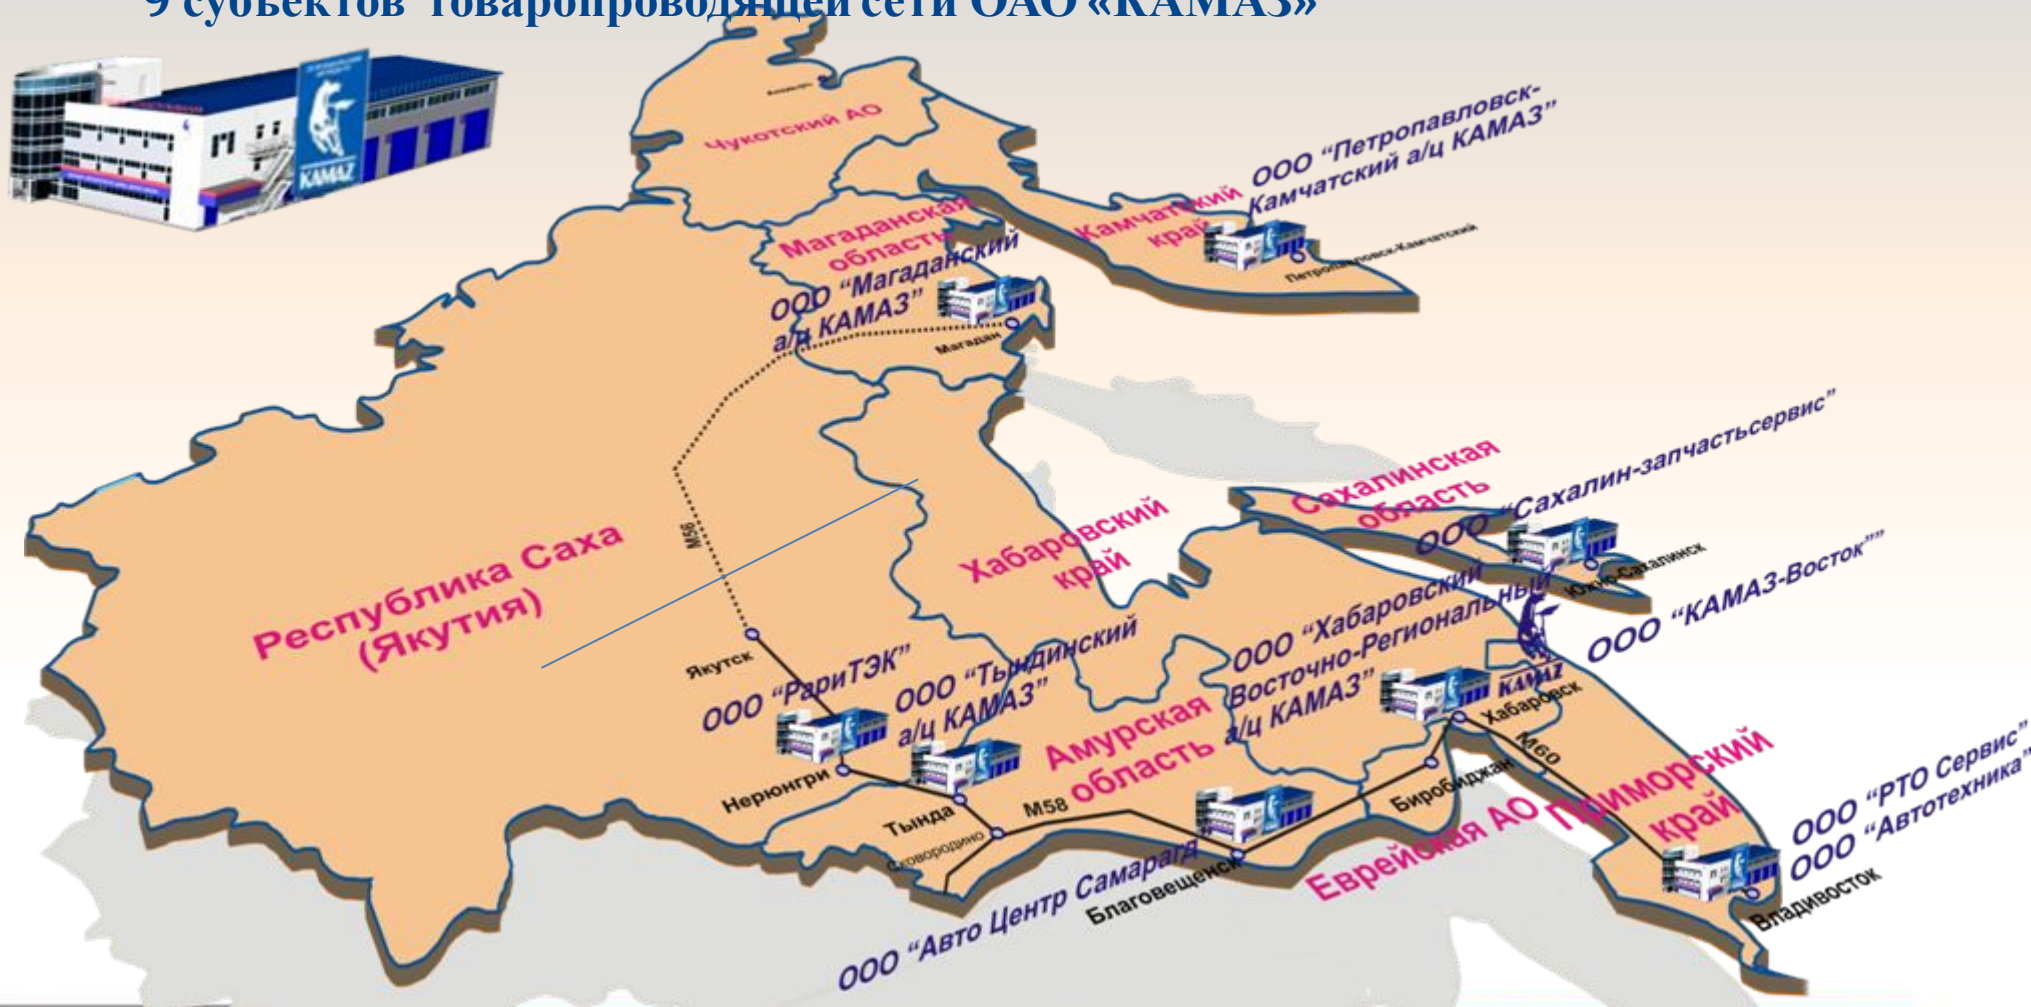 9 субъектов товаропроводящей сети ОАО «КАМАЗ»
KAMAZ
Чукотский АО
ООО “Петропавловск-
Камчатский а/ц КАМАЗ”
Камчатский
край
Петропавловск-Камчатский
Магаданская
область
ООО “Магаданский
а/ц КАМАЗ”
Магадан
Сахалинская
область
ООО “Сахалин-запчастьсервис”
Южно-Сахалинск
М56
Республика Саха
(Якутия)
Хабаровский
край
ООО “Хабаровский
Восточно-Региональный
а/ц КАМАЗ”
ООО “КАМАЗ-Восток””
KAMAZ
Хабаровск
Якутск
ООО “РариТЭК”
ООО “Тындинский
а/ц КАМАЗ”
Амурская
область
Нерюнгри
Тында
Сковородино
М58
М60
Биробиджан
Приморский
край
Еврейская АО
ООО “РТО Сервис”
ООО “Автотехника”
Владивосток
ООО “Авто Центр Самарагд”
Благовещенск